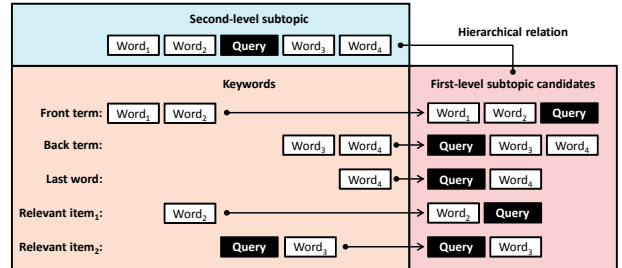 Second-level subtopic
Word₁ Word₂ Query Word₃ Word₄
Hierarchical relation
Keywords
First-level subtopic candidates
Front term: Word₁ Word₂ Word₁ Word₂ Query
Back term: Word₃ Word₄ Query Word₃ Word₄
Last word: Word₄ Query Word₄
Relevant item₁: Word₂ Word₂ Query
Relevant item₂: Query Word₃ Query Word₃